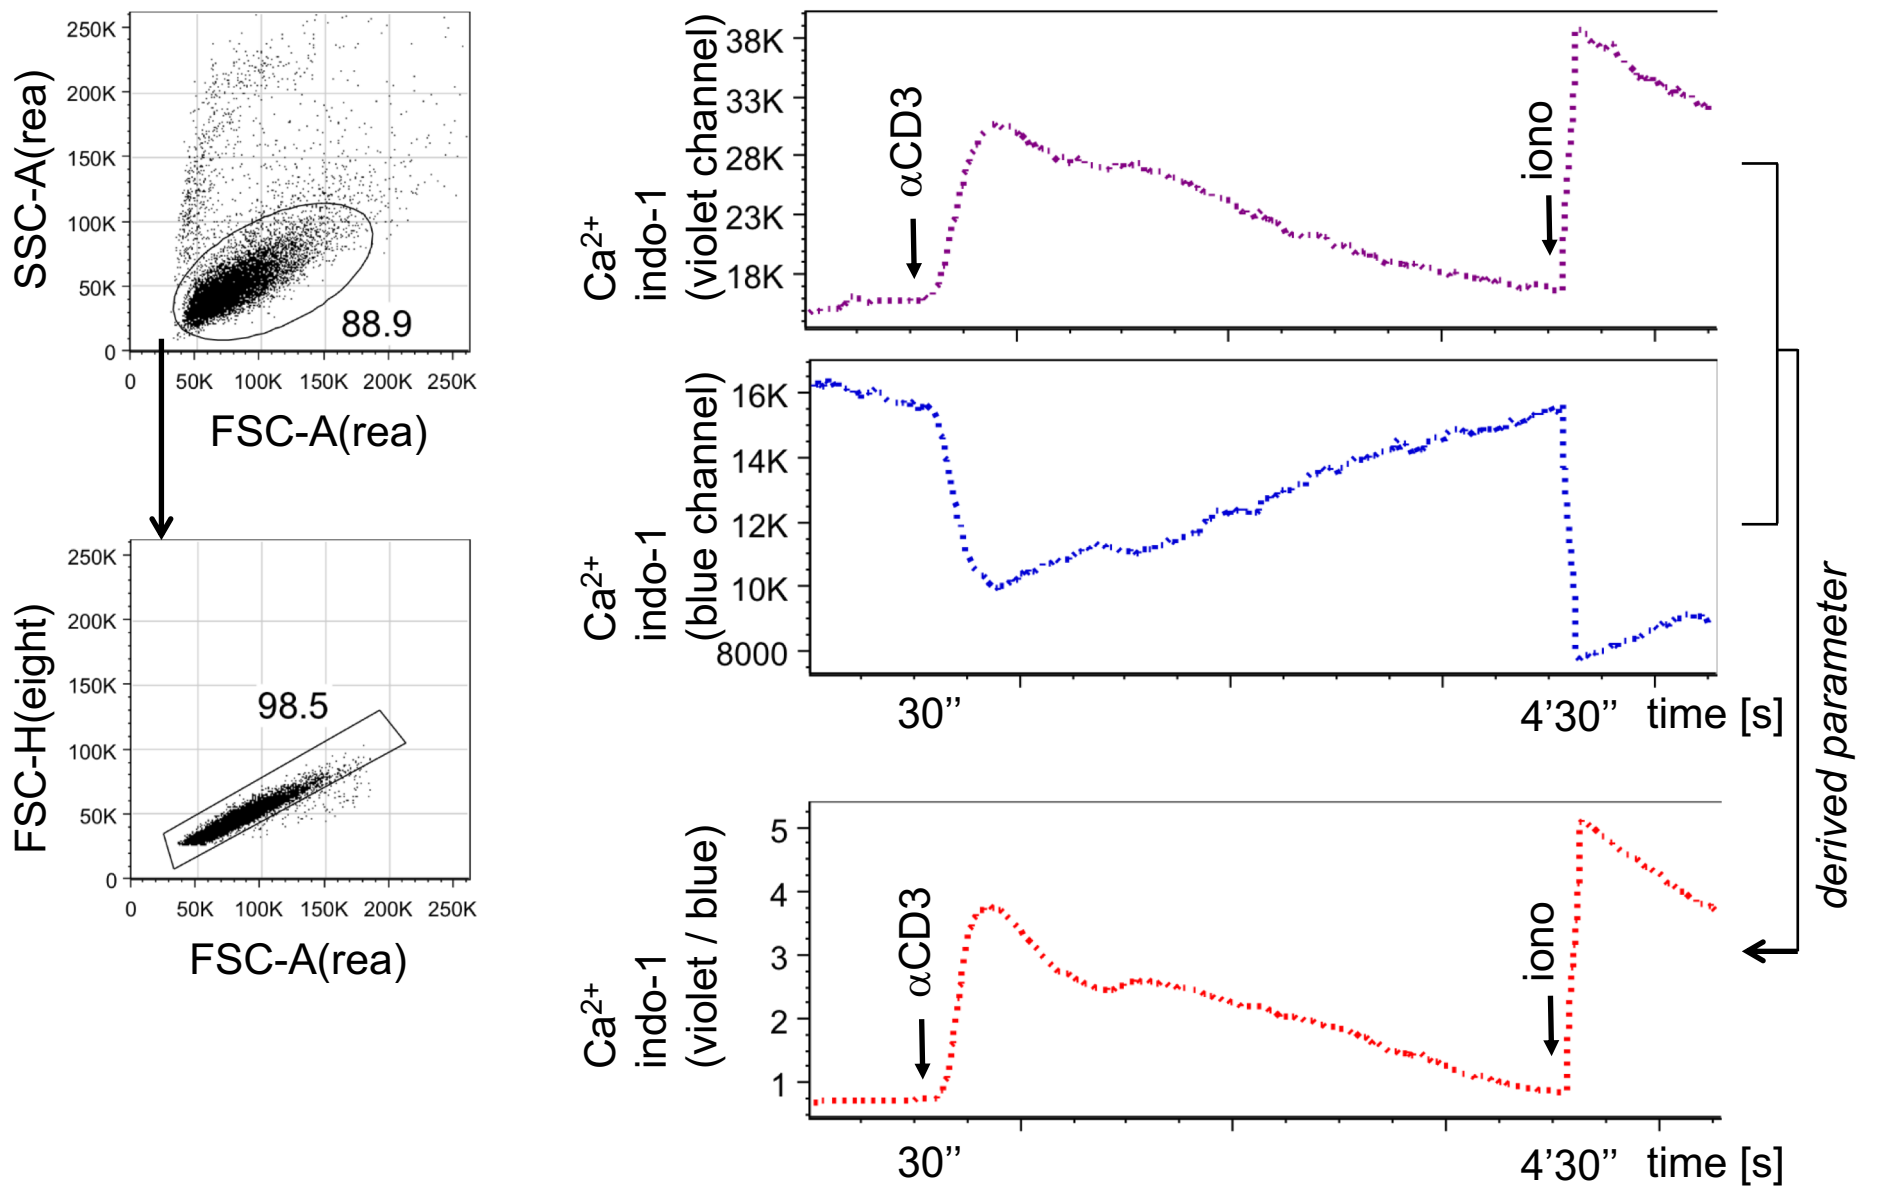 SSC-A(rea)
250K
200K
150K
100K
50K
0
88.9
0 50K 100K 150K 200K 250K
FSC-A(rea)
FSC-H(eight)
250K
200K
150K
100K
50K
0
98.5
0 50K 100K 150K 200K 250K
FSC-A(rea)
Ca2+
indo-1
(violet channel)
38K
33K
28K
23K
18K
αCD3
iono
Ca2+
indo-1
(blue channel)
16K
14K
12K
10K
8000
30’’ 4’30’’ time [s]
Ca2+
indo-1
(violet / blue)
5
4
3
2
1
αCD3
iono
30’’ 4’30’’ time [s]
derived parameter